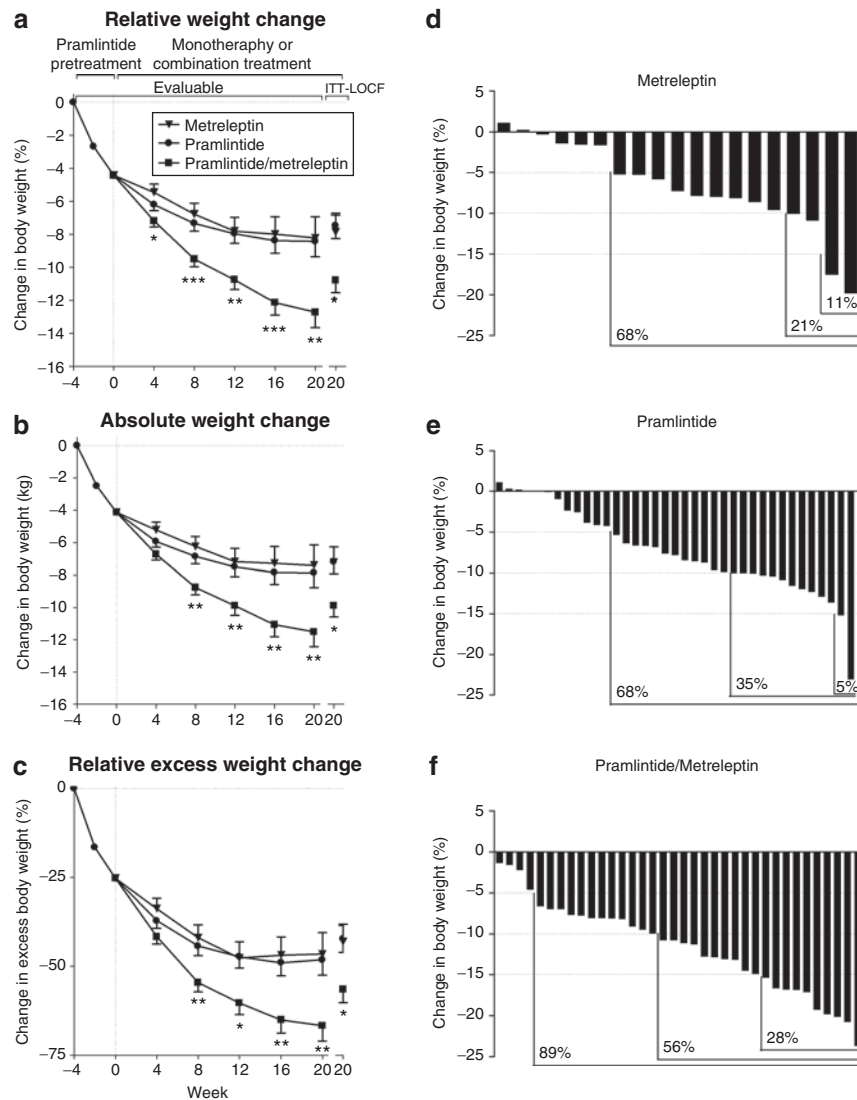 a Relative weight change
Pramlintide
pretreatment
Monotheraphy or
combination treatment
Evaluable
ITT-LOCF
Metreleptin
Pramlintide
Pramlintide/metreleptin
Change in body weight (%)
0
−2
−4
−6
−8
−10
−12
−14
−16
* *** ** *** ** *
−4 0 4 8 12 16 20 20
b Absolute weight change
Change in body weight (kg)
0
−2
−4
−6
−8
−10
−12
−14
−16
** ** ** ** *
−4 0 4 8 12 16 20 20
c Relative excess weight change
Change in excess body weight (%)
0
−25
−50
−75
** * ** ** *
−4 0 4 8 12 16 20 20
Week
d
Metreleptin
Change in body weight (%)
5
0
−5
−10
−15
−20
−25
68%
21%
11%
e
Pramlintide
Change in body weight (%)
5
0
−5
−10
−15
−20
−25
68%
35%
5%
f
Pramlintide/Metreleptin
Change in body weight (%)
5
0
−5
−10
−15
−20
−25
89%
56%
28%